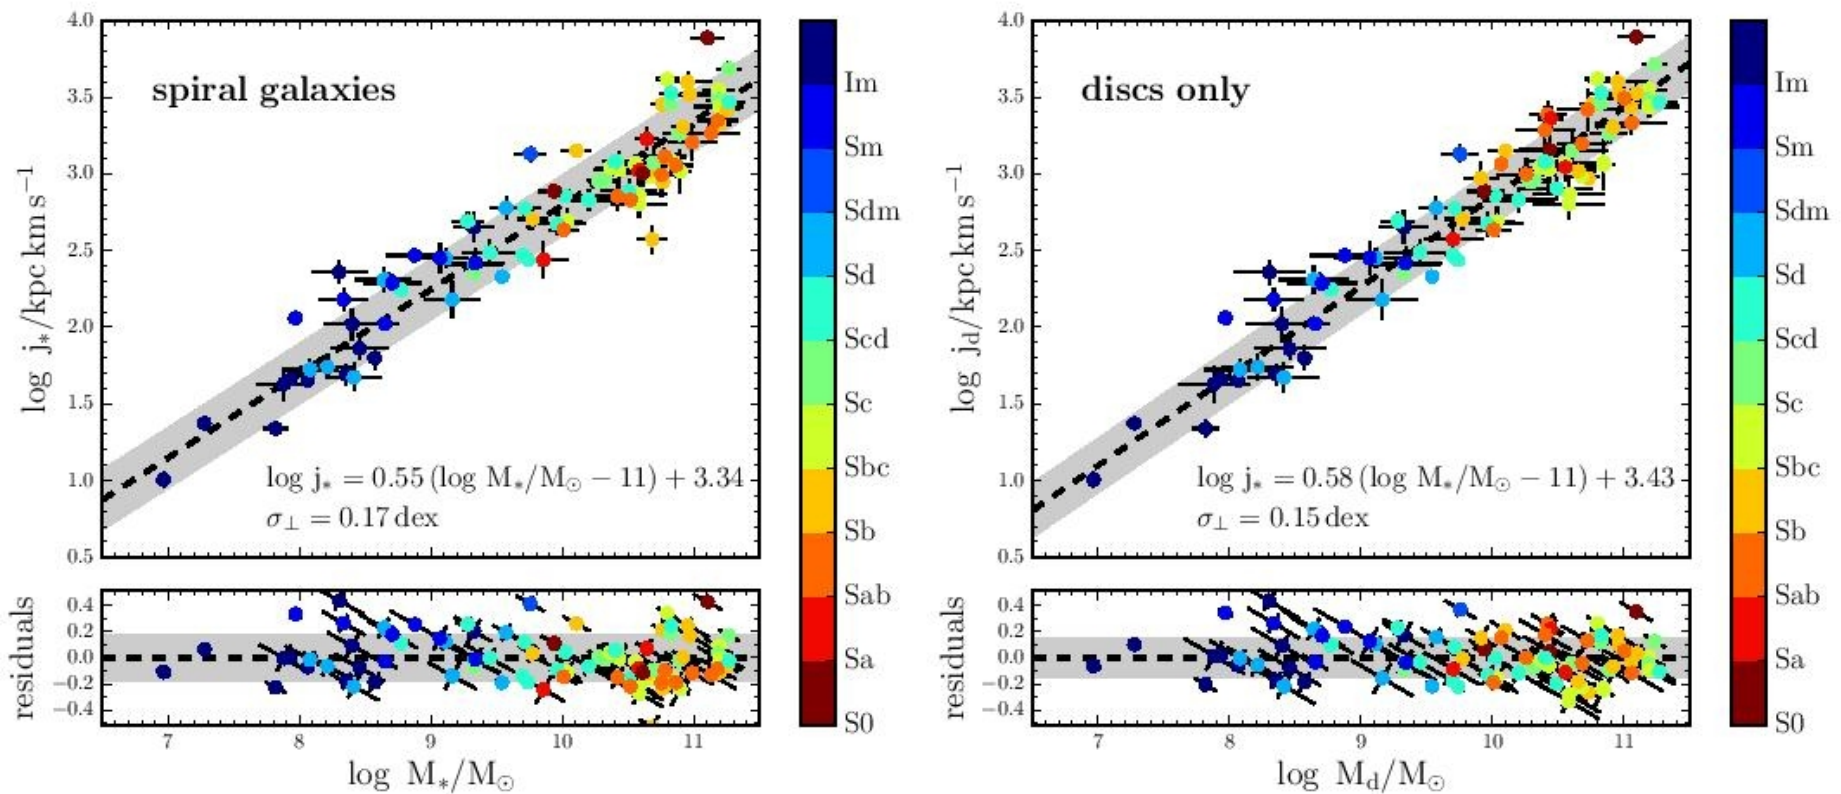 spiral galaxies
4.0
3.5
3.0
2.5
2.0
1.5
1.0
0.5
log j∗/kpc km s−1
log j∗ = 0.55 (log M∗/M⊙ − 11) + 3.34
σ⊥ = 0.17 dex
Im
Sm
Sdm
Sd
Scd
Sc
Sbc
Sb
Sab
Sa
S0
residuals
0.4
0.2
0.0
−0.2
−0.4
7 8 9 10 11
log M∗/M⊙
discs only
4.0
3.5
3.0
2.5
2.0
1.5
1.0
0.5
log jd/kpc km s−1
log j∗ = 0.58 (log M∗/M⊙ − 11) + 3.43
σ⊥ = 0.15 dex
Im
Sm
Sdm
Sd
Scd
Sc
Sbc
Sb
Sab
Sa
S0
residuals
0.4
0.2
0.0
−0.2
−0.4
7 8 9 10 11
log Md/M⊙